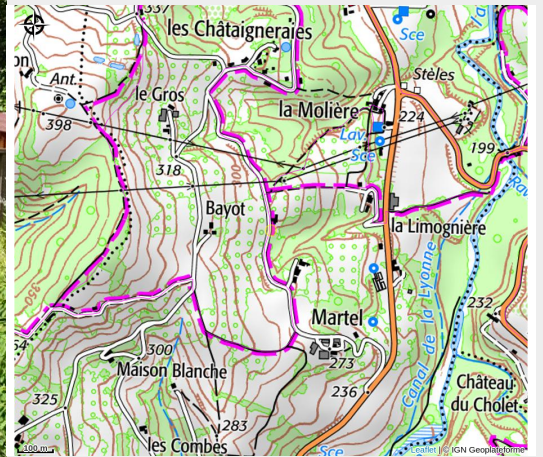 337
les Châtaigneraies
Sce
Ant.
le Gros
Stèles
la Molière
224
398
Lav.
Sce
199
318
300
Bayot
la Limognière
Canal de la Lyonne
350
232
Martel
300
273
Maison Blanche
236
Château
du Cholet
325
283
les Combes
Sce
100 m
Leaflet | © IGN Geoplateforme